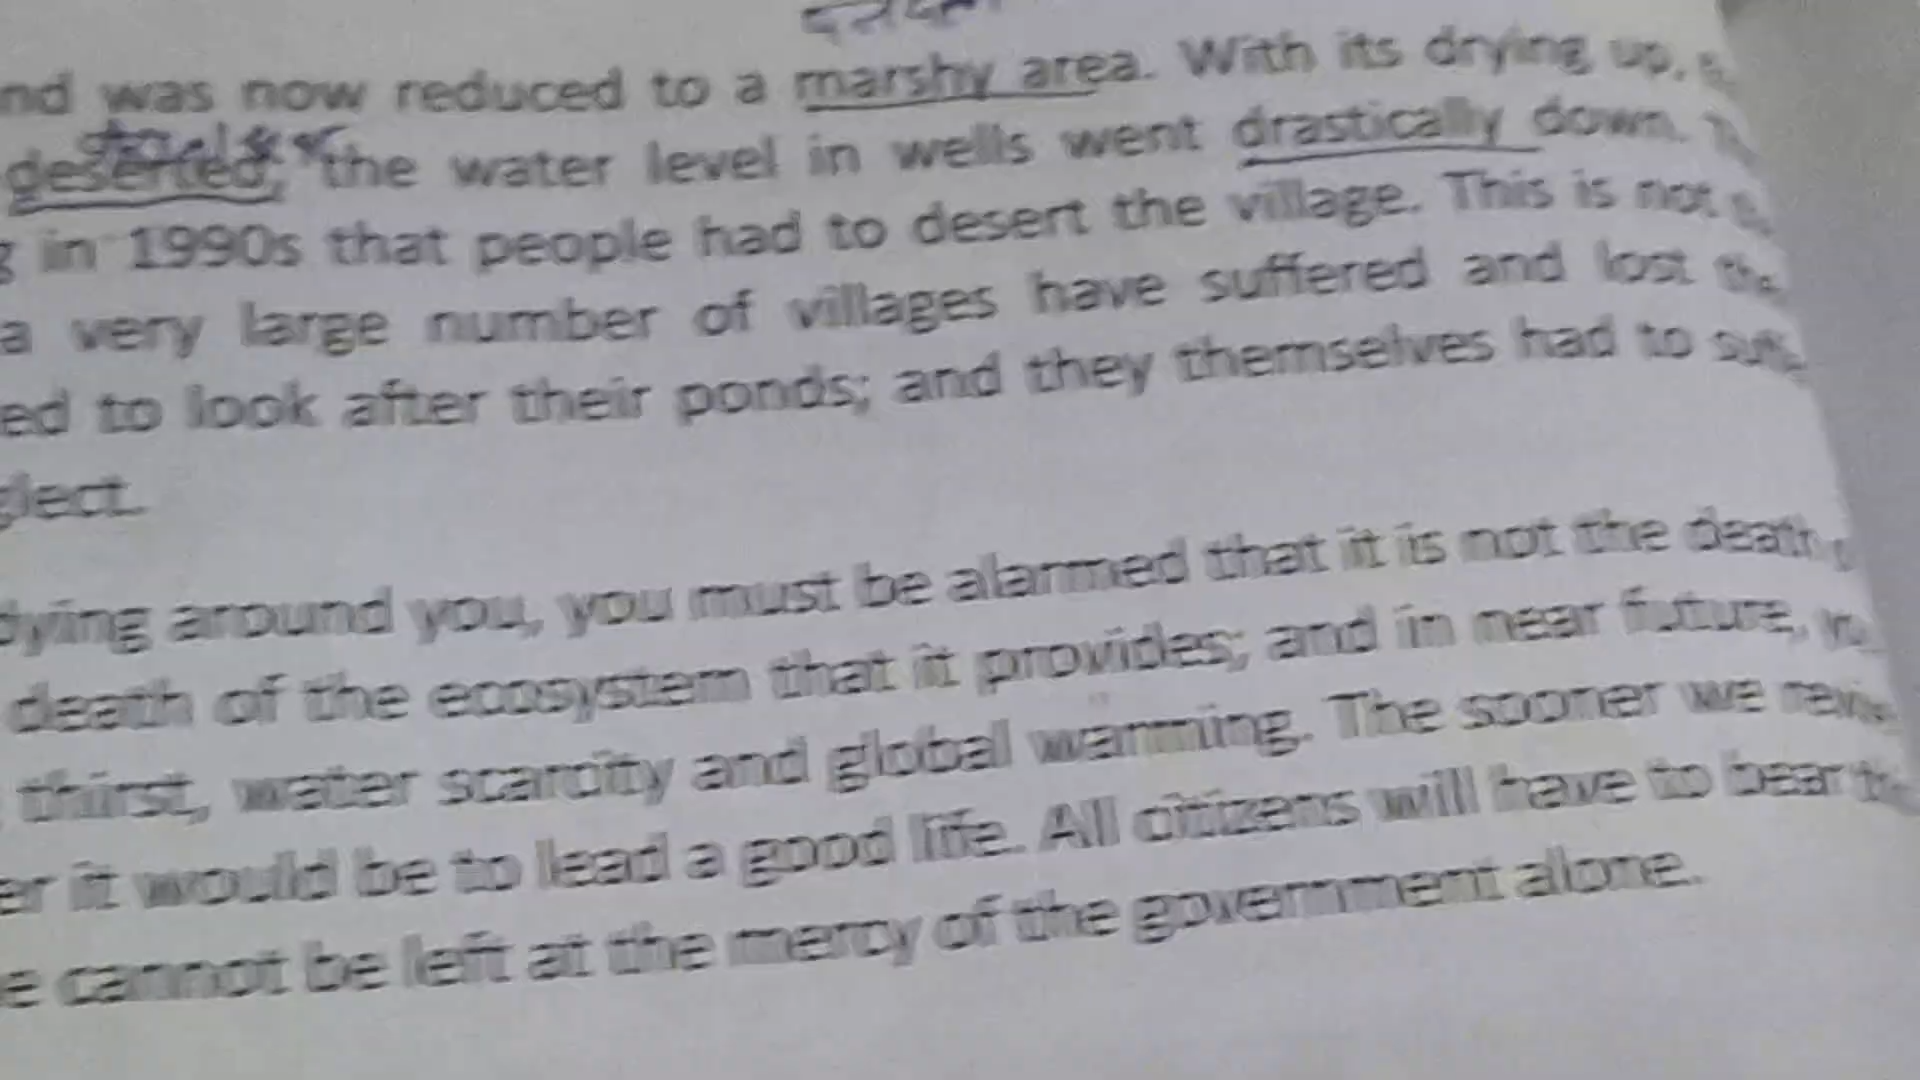 nd was now reduced to a marshy area. With its drying up,
deserted, the water level in wells went drastically down.
g in 1990s that people had to desert the village. This is not
a very large number of villages have suffered and lost
ed to look after their ponds; and they themselves had to
glect.
dying around you, you must be alarmed that it is not the death
death of the ecosystem that it provides; and in near future,
thirst, water scarcity and global warming. The sooner we
er it would be to lead a good life. All citizens will have to bear
e cannot be left at the mercy of the government alone.